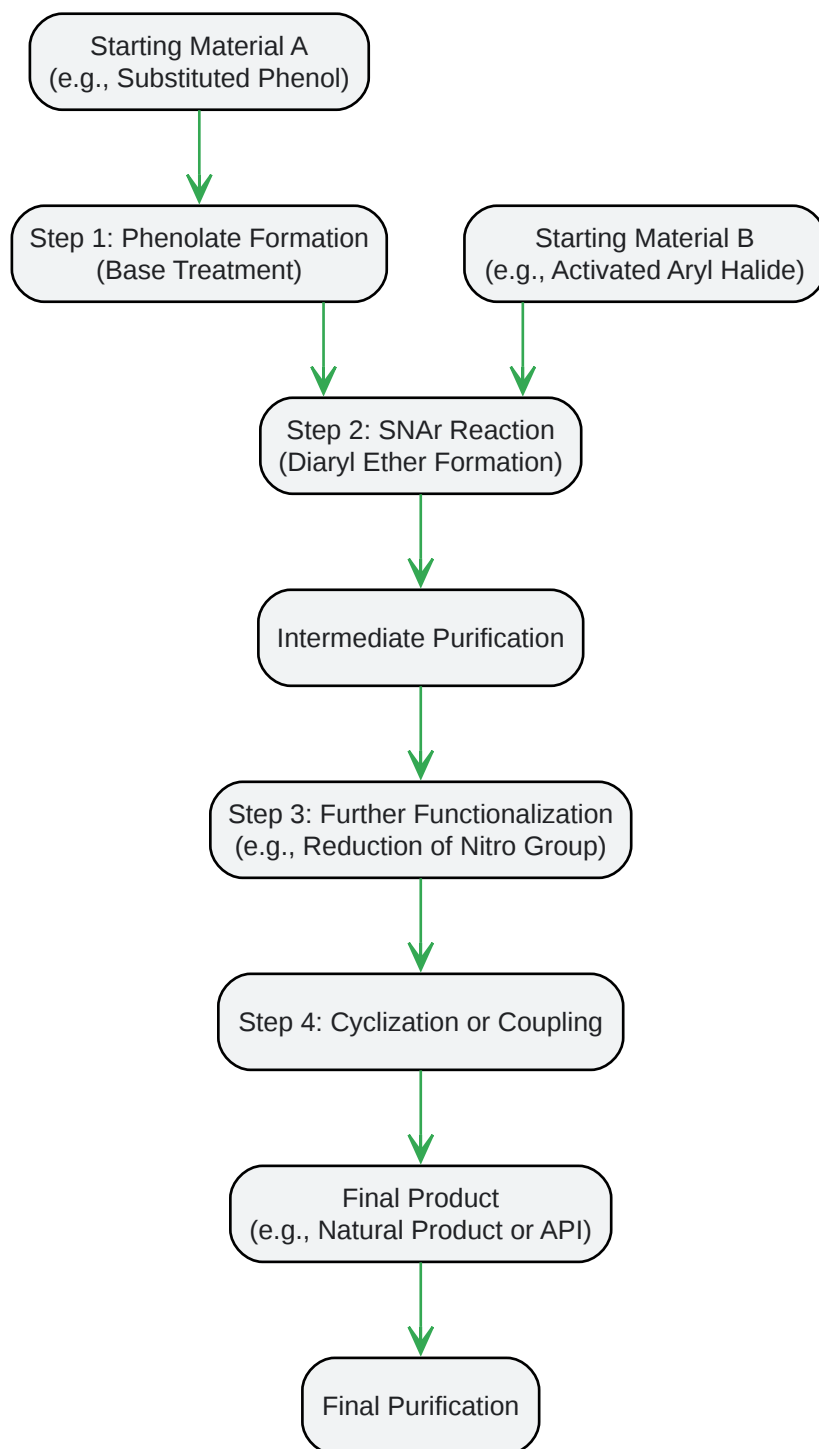 Starting Material A
(e.g., Substituted Phenol)
Step 1: Phenolate Formation
(Base Treatment)
Starting Material B
(e.g., Activated Aryl Halide)
Step 2: SNAr Reaction
(Diaryl Ether Formation)
Intermediate Purification
Step 3: Further Functionalization
(e.g., Reduction of Nitro Group)
Step 4: Cyclization or Coupling
Final Product
(e.g., Natural Product or API)
Final Purification